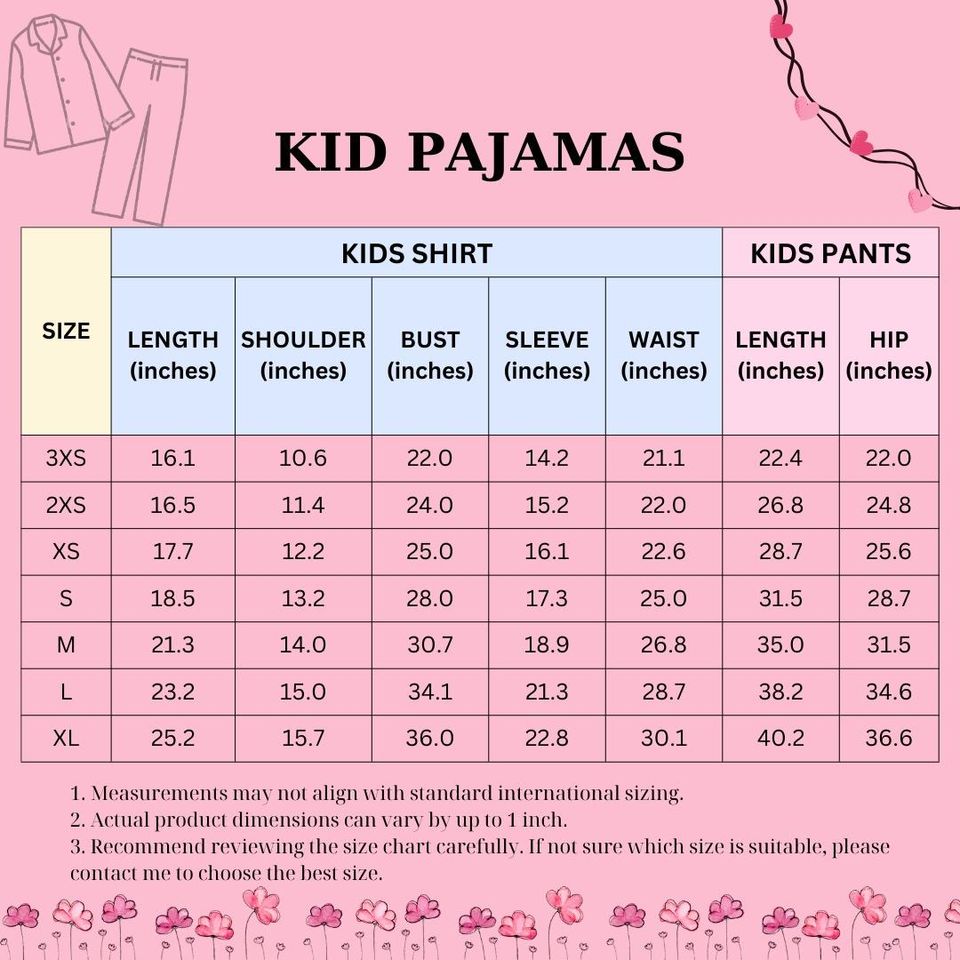 KID PAJAMAS
KIDS SHIRT KIDS PANTS
SIZE LENGTH (inches) SHOULDER (inches) BUST (inches) SLEEVE (inches) WAIST (inches) LENGTH (inches) HIP (inches)
3XS 16.1 10.6 22.0 14.2 21.1 22.4 22.0
2XS 16.5 11.4 24.0 15.2 22.0 26.8 24.8
XS 17.7 12.2 25.0 16.1 22.6 28.7 25.6
S 18.5 13.2 28.0 17.3 25.0 31.5 28.7
M 21.3 14.0 30.7 18.9 26.8 35.0 31.5
L 23.2 15.0 34.1 21.3 28.7 38.2 34.6
XL 25.2 15.7 36.0 22.8 30.1 40.2 36.6
1. Measurements may not align with standard international sizing.
2. Actual product dimensions can vary by up to 1 inch.
3. Recommend reviewing the size chart carefully. If not sure which size is suitable, please
contact me to choose the best size.